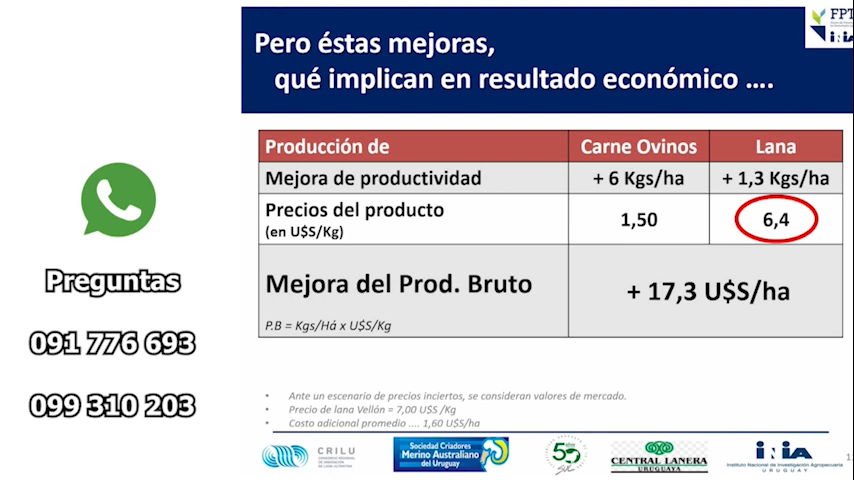 Pero éstas mejoras,
qué implican en resultado económico ....
FPT
INIA
Producción de Carne Ovinos Lana
Mejora de productividad + 6 Kgs/ha + 1,3 Kgs/ha
Precios del producto
(en U$S/Kg) 1,50 6,4
Mejora del Prod. Bruto + 17,3 U$S/ha
P.B = Kgs/Há x U$S/Kg
Preguntas
091 776 693
099 310 203
• Ante un escenario de precios inciertos, se consideran valores de mercado.
• Precio de lana Vellón = 7,00 U$S /Kg
• Costo adicional promedio .... 1,60 U$S/ha
CRILU
Sociedad Criadores
Merino Australiano
del Uruguay
50 años
SUL
CENTRAL LANERA
URUGUAYA
INIA
Instituto Nacional de Investigación Agropecuaria
URUGUAY